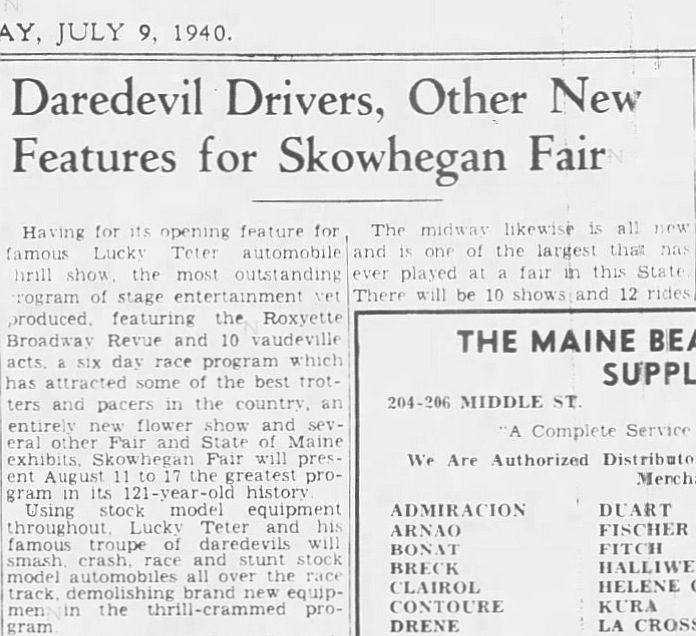 AY, JULY 9, 1940.
Daredevil Drivers, Other New
Features for Skowhegan Fair
Having for its opening feature for
famous Lucky Teter automobile
hrill show, the most outstanding
rogram of stage entertainment yet
produced, featuring the Roxyette
Broadway Revue and 10 vaudeville
acts, a six day race program which
has attracted some of the best trot-
ters and pacers in the country, an
entirely new flower show and sev-
eral other Fair and State of Maine
exhibits, Skowhegan Fair will pres-
ent August 11 to 17 the greatest pro-
gram in its 121-year-old history.
Using stock model equipment
throughout, Lucky Teter and his
famous troupe of daredevils will
smash, crash, race and stunt stock
model automobiles all over the race
track, demolishing brand new equip-
men in the thrill-crammed pro-
gram.
The midway likewise is all new
and is one of the largest that has
ever played at a fair in this State.
There will be 10 shows and 12 rides
THE MAINE BEA
SUPPL
204-206 MIDDLE ST.
"A Complete Service
We Are Authorized Distributo
Mercha
ADMIRACION
ARNAO
BONAT
BRECK
CLAIROL
CONTOURE
DRENE
DUART
FISCHER
FITCH
HALLIWE
HELENE C
KURA
LA CROSS